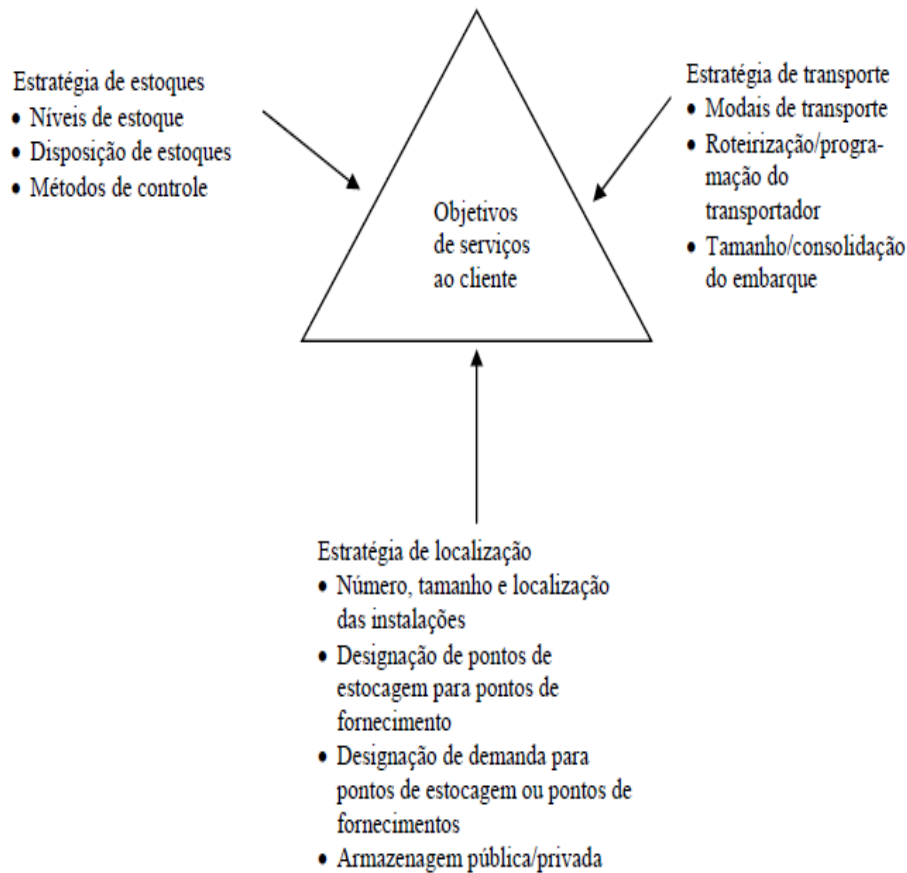 Estratégia de estoques
• Níveis de estoque
• Disposição de estoques
• Métodos de controle
Estratégia de transporte
• Modais de transporte
• Roteirização/progra-
mação do
transportador
• Tamanho/consolidação
do embarque
Objetivos
de serviços
ao cliente
Estratégia de localização
• Número, tamanho e localização
das instalações
• Designação de pontos de
estocagem para pontos de
fornecimento
• Designação de demanda para
pontos de estocagem ou pontos de
fornecimentos
• Armazenagem pública/privada